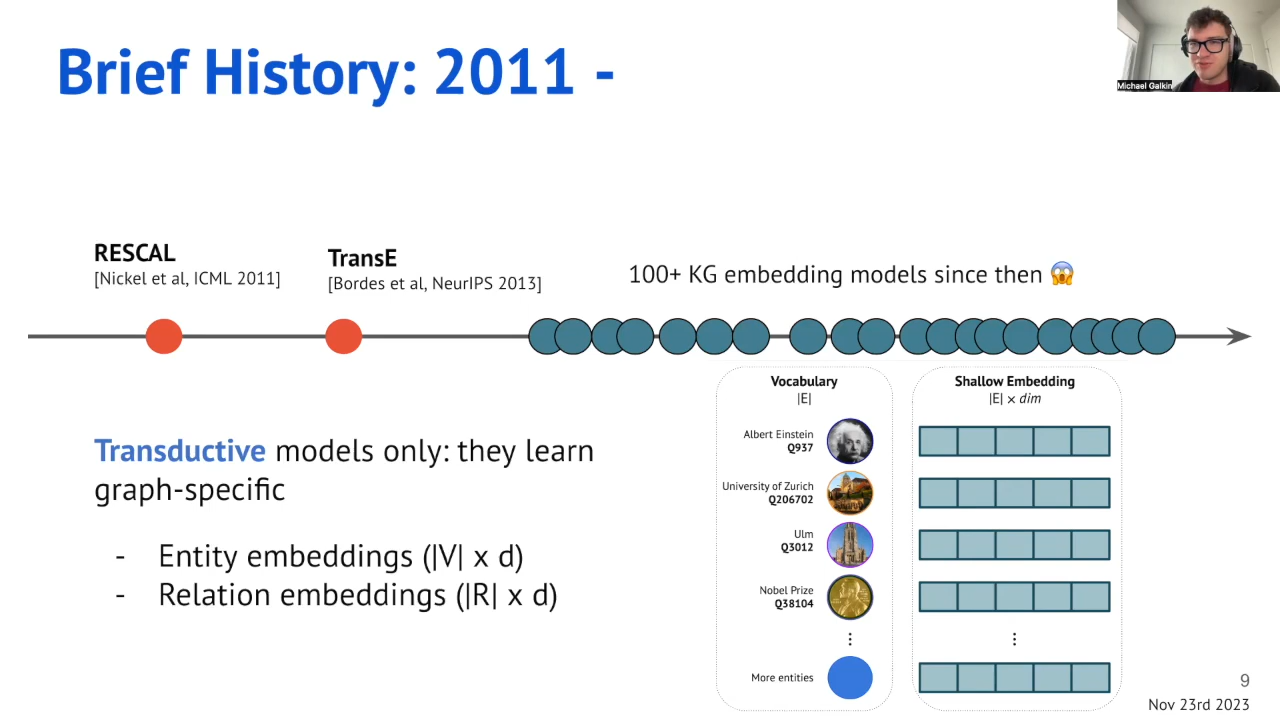 Brief History: 2011 -
Michael Galkin
RESCAL
[Nickel et al, ICML 2011]
TransE
[Bordes et al, NeurIPS 2013]
100+ KG embedding models since then 😱
Transductive models only: they learn
graph-specific
- Entity embeddings (|V| x d)
- Relation embeddings (|R| x d)
Vocabulary
|E|
Albert Einstein
Q937
University of Zurich
Q206702
Ulm
Q3012
Nobel Prize
Q38104
⋮
More entities
Shallow Embedding
|E| × dim
⋮
9
Nov 23rd 2023